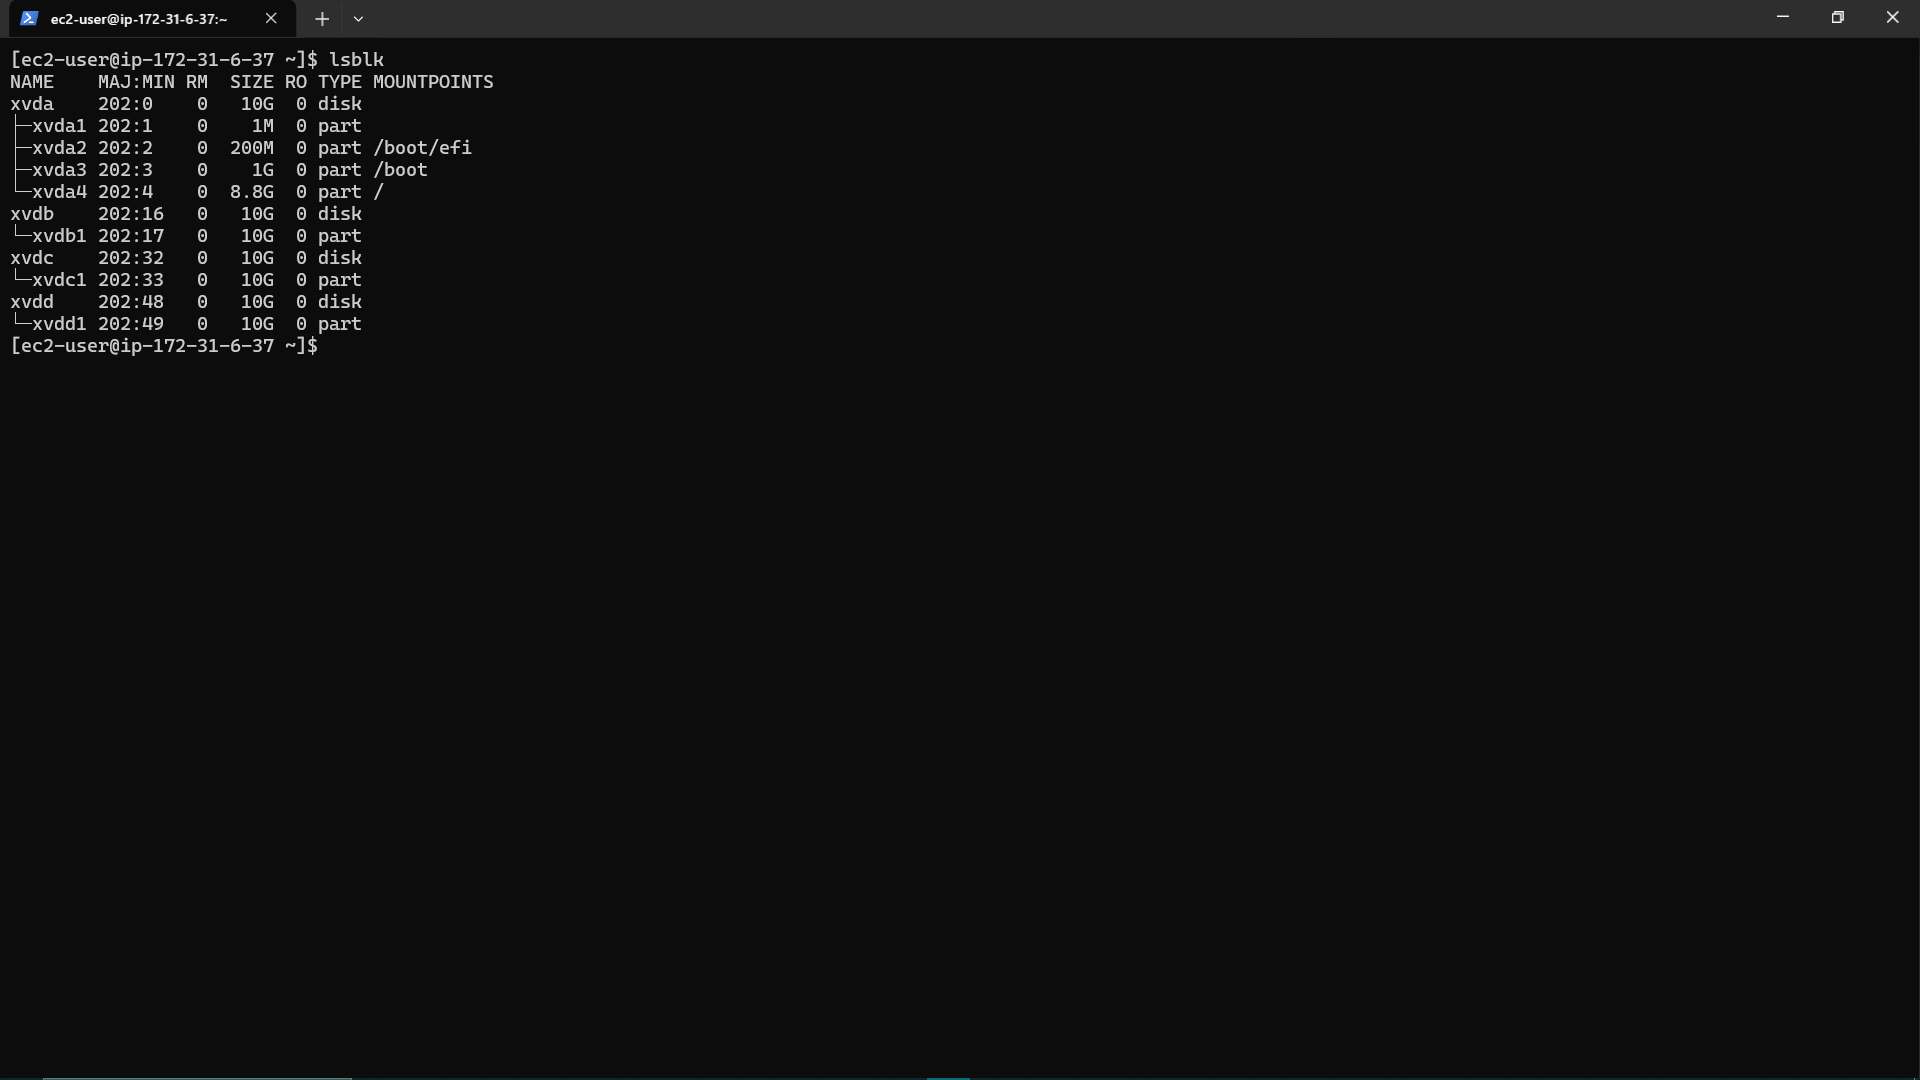 ec2-user@ip-172-31-6-37:~
[ec2-user@ip-172-31-6-37 ~]$ lsblk
NAME    MAJ:MIN RM  SIZE RO TYPE MOUNTPOINTS
xvda    202:0    0   10G  0 disk
├─xvda1 202:1    0    1M  0 part
├─xvda2 202:2    0  200M  0 part /boot/efi
├─xvda3 202:3    0    1G  0 part /boot
└─xvda4 202:4    0  8.8G  0 part /
xvdb    202:16   0   10G  0 disk
└─xvdb1 202:17   0   10G  0 part
xvdc    202:32   0   10G  0 disk
└─xvdc1 202:33   0   10G  0 part
xvdd    202:48   0   10G  0 disk
└─xvdd1 202:49   0   10G  0 part
[ec2-user@ip-172-31-6-37 ~]$